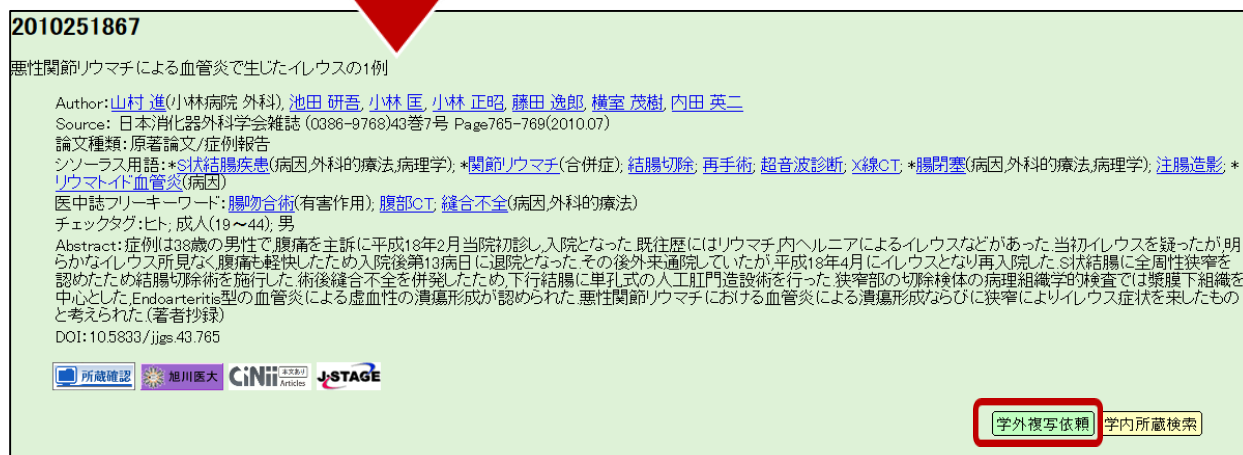 2010251867
悪性関節リウマチによる血管炎で生じたイレウスの1例
Author:山村 進(小林病院 外科), 池田 研吾, 小林 匡, 小林 正昭, 藤田 逸郎, 横室 茂樹, 内田 英二
Source: 日本消化器外科学会雑誌 (0386-9768)43巻7号 Page765-769(2010.07)
論文種類:原著論文/症例報告
シソーラス用語:*S状結腸疾患(病因,外科的療法,病理学); *関節リウマチ(合併症); 結腸切除; 再手術; 超音波診断; X線CT; *腸閉塞(病因,外科的療法,病理学); 注腸造影; *
リウマトイド血管炎(病因)
医中誌フリーキーワード:腸吻合術(有害作用); 腹部CT; 縫合不全(病因,外科的療法)
チェックタグ:ヒト; 成人(19～44); 男
Abstract:症例は38歳の男性で,腹痛を主訴に平成18年2月当院初診し,入院となった.既往歴にはリウマチ,内ヘルニアによるイレウスなどがあった.当初イレウスを疑ったが,明
らかなイレウス所見なく,腹痛も軽快したため入院後第13病日に退院となった.その後外来通院していたが,平成18年4月にイレウスとなり再入院した.S状結腸に全周性狭窄を
認めたため結腸切除術を施行した.術後縫合不全を併発したため,下行結腸に単孔式の人工肛門造設術を行った.狭窄部の切除検体の病理組織学的検査では漿膜下組織を
中心とした,Endoarteritis型の血管炎による虚血性の潰瘍形成が認められた.悪性関節リウマチにおける血管炎による潰瘍形成ならびに狭窄によりイレウス症状を来したもの
と考えられた.(著者抄録)
DOI:10.5833/jjgs.43.765
所蔵確認 旭川医大 CiNii 本文あり Articles J-STAGE
学外複写依頼 学内所蔵検索